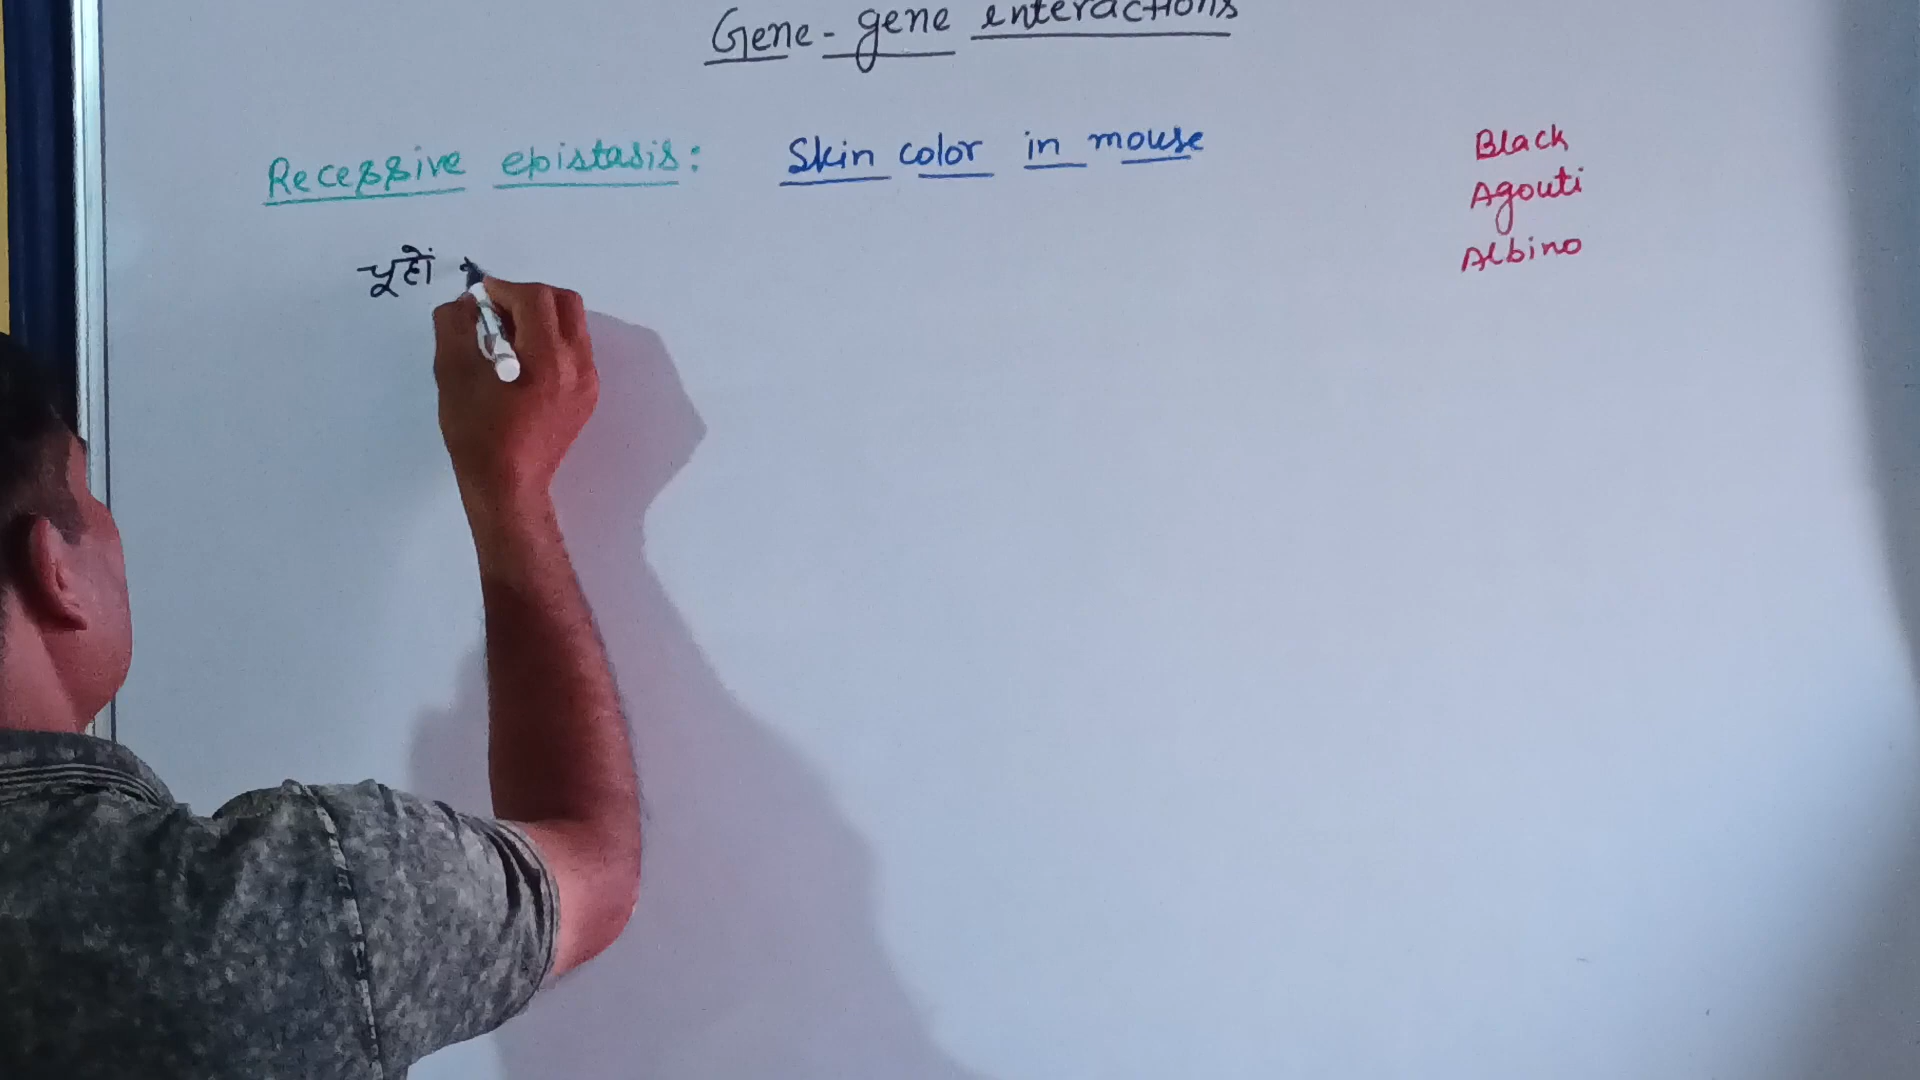 Gene-gene interactions
Recessive epistasis: Skin color in mouse
Black
Agouti
Albino
चूहों